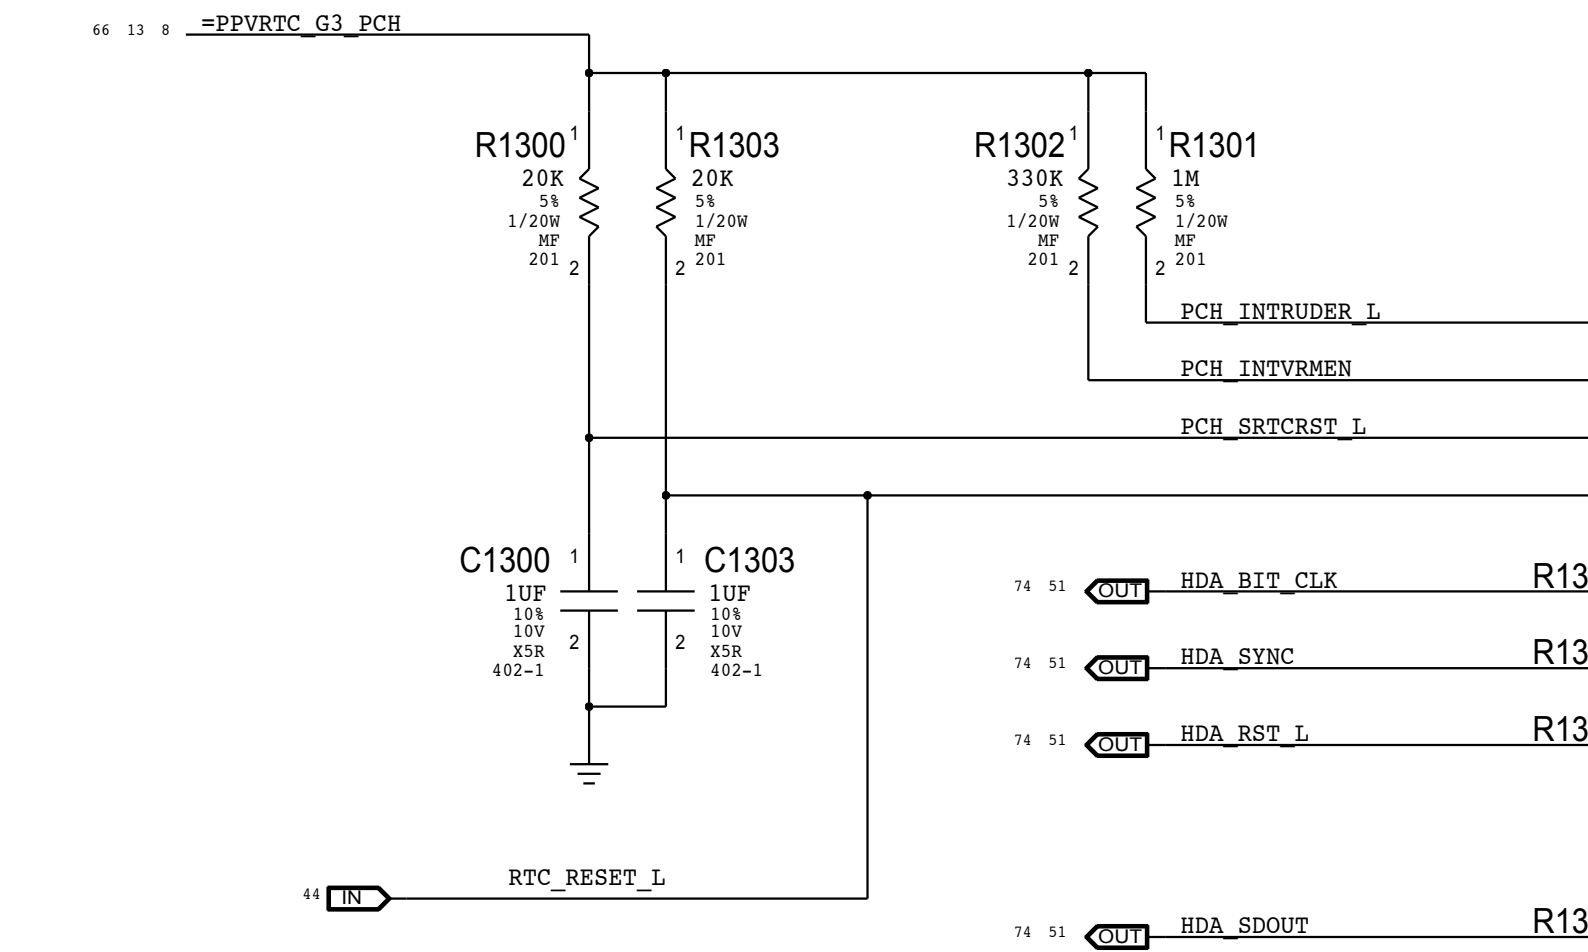 66 13 8 =PPVRTC_G3_PCH
R1300 1
20K
5%
1/20W
MF
201
2
1 R1303
20K
5%
1/20W
MF
201
2
R1302 1
330K
5%
1/20W
MF
201
2
1 R1301
1M
5%
1/20W
MF
201
2
PCH_INTRUDER_L
PCH_INTVRMEN
PCH_SRTCRST_L
C1300 1
1UF
10%
10V
X5R
402-1
2
1 C1303
1UF
10%
10V
X5R
402-1
2
74 51 OUT HDA_BIT_CLK R13
74 51 OUT HDA_SYNC R13
74 51 OUT HDA_RST_L R13
44 IN RTC_RESET_L
74 51 OUT HDA_SDOUT R13